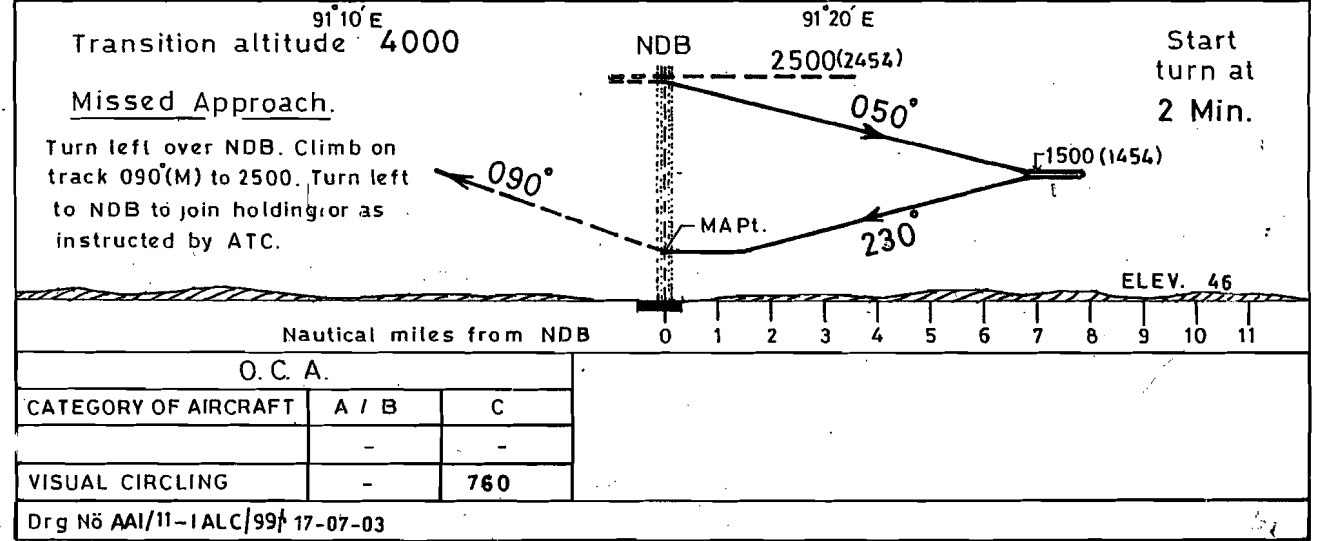 91°10' E
91°20' E
Transition altitude 4000
NDB
2500(2454)
Start
turn at
2 Min.
Missed Approach.
050°
Turn left over NDB. Climb on
track 090°(M) to 2500. Turn left
to NDB to join holding or as
instructed by ATC.
090°
1500 (1454)
MAPt.
230°
ELEV. 46
Nautical miles from NDB
0 1 2 3 4 5 6 7 8 9 10 11
O. C. A.
CATEGORY OF AIRCRAFT A / B C
- -
VISUAL CIRCLING - 760
Drg Nö AAI/11-IALC/99/ 17-07-03